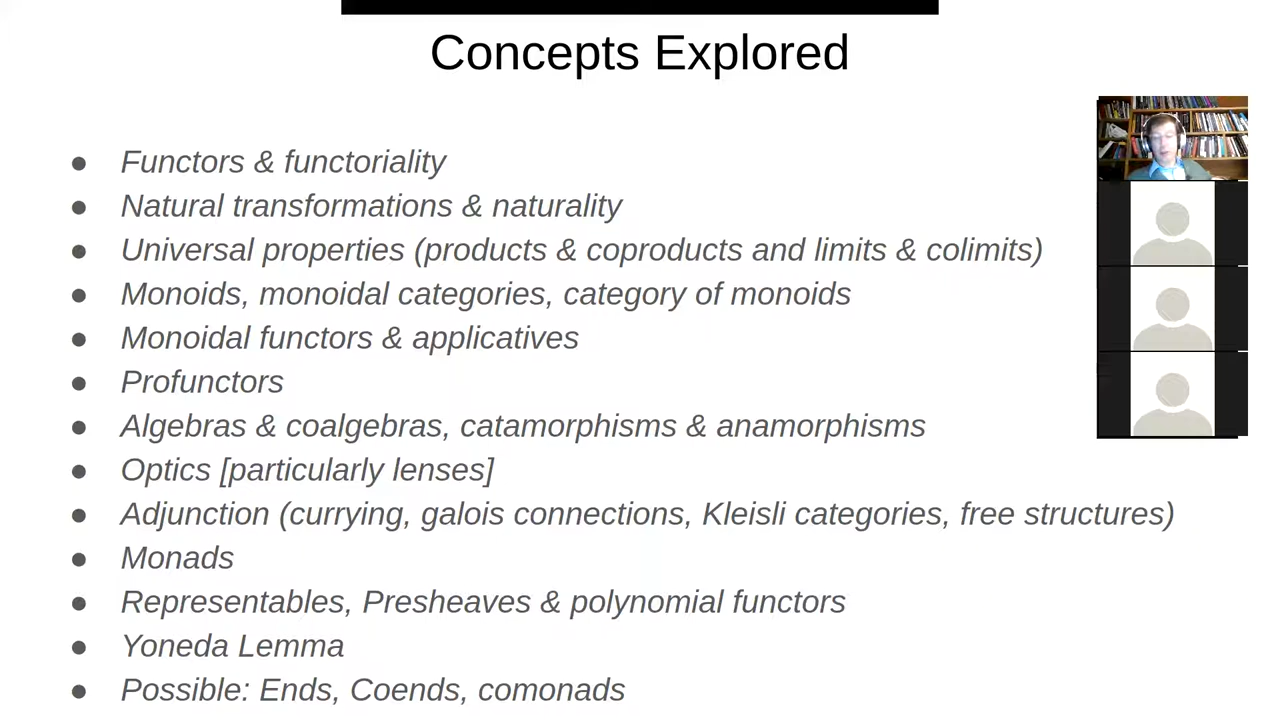 Concepts Explored
● Functors & functoriality
● Natural transformations & naturality
● Universal properties (products & coproducts and limits & colimits)
● Monoids, monoidal categories, category of monoids
● Monoidal functors & applicatives
● Profunctors
● Algebras & coalgebras, catamorphisms & anamorphisms
● Optics [particularly lenses]
● Adjunction (currying, galois connections, Kleisli categories, free structures)
● Monads
● Representables, Presheaves & polynomial functors
● Yoneda Lemma
● Possible: Ends, Coends, comonads